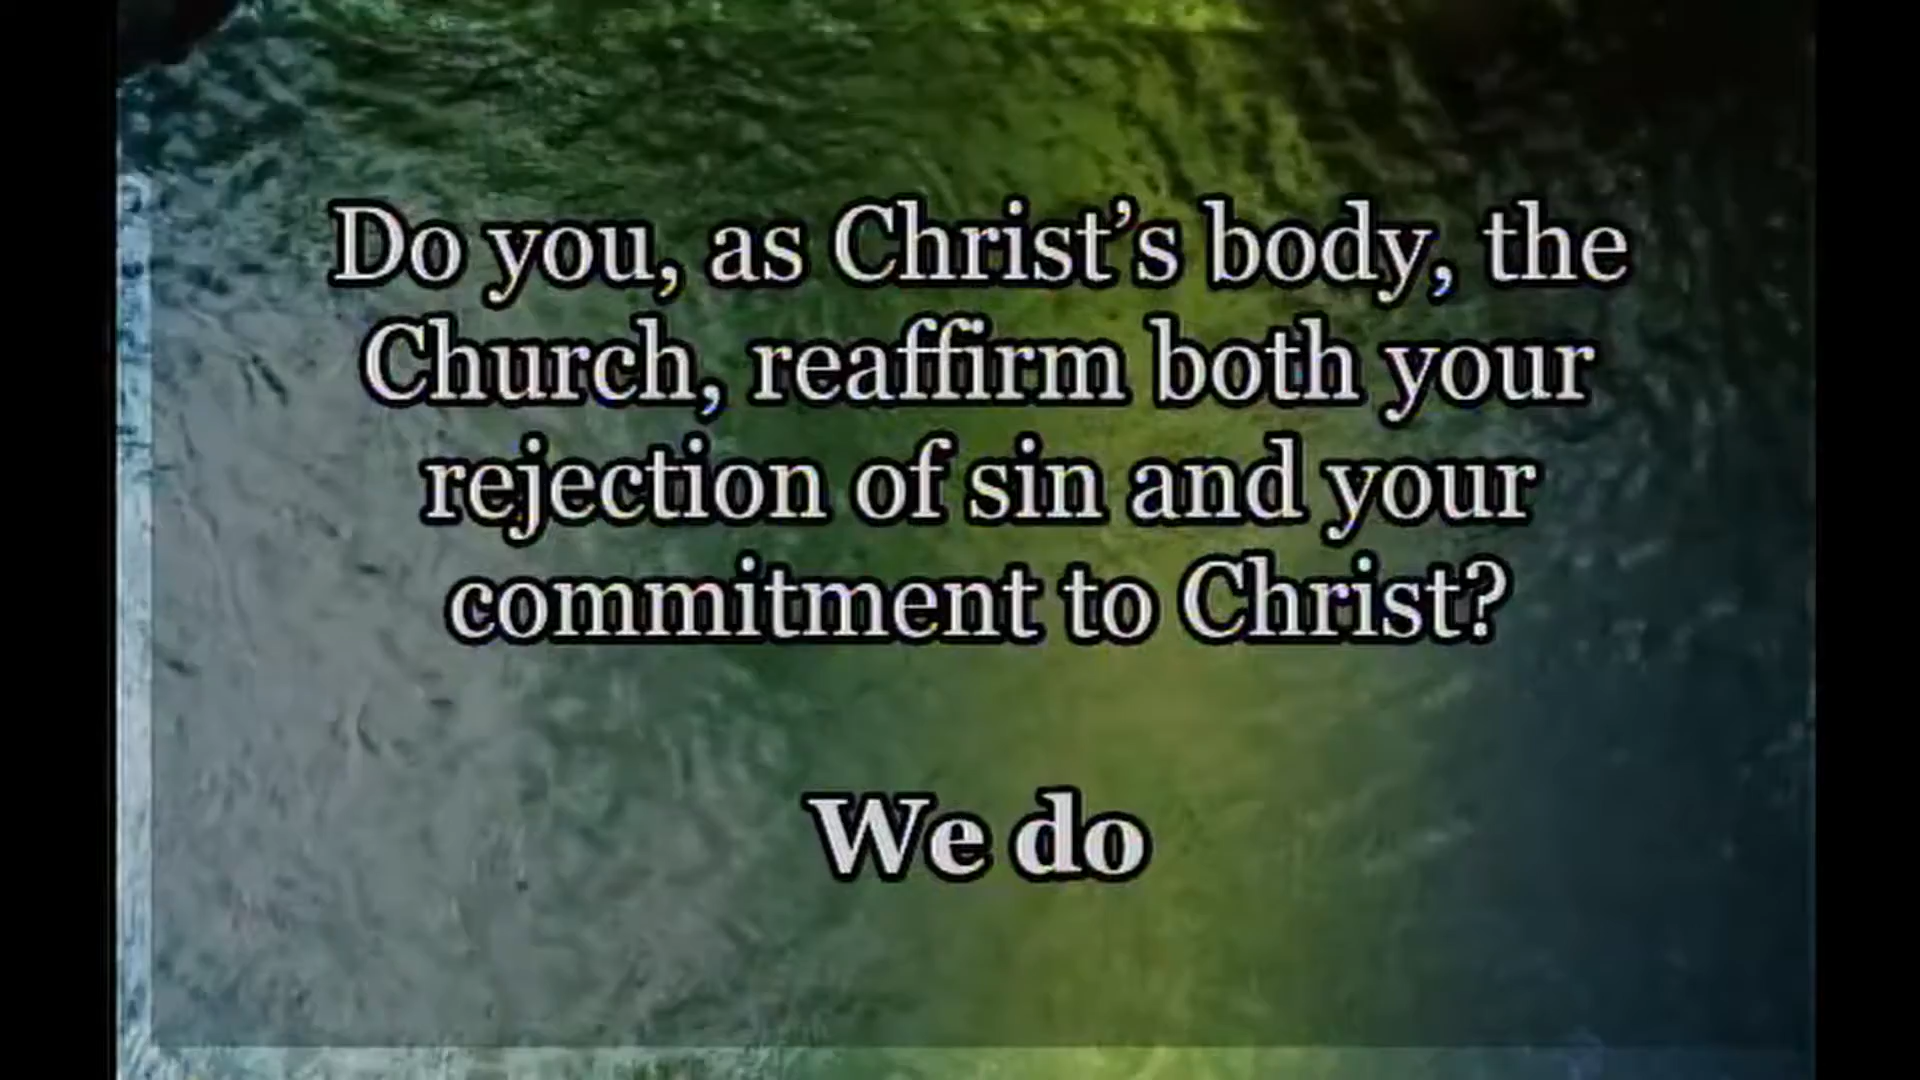 Do you, as Christ’s body, the
Church, reaffirm both your
rejection of sin and your
commitment to Christ?
We do